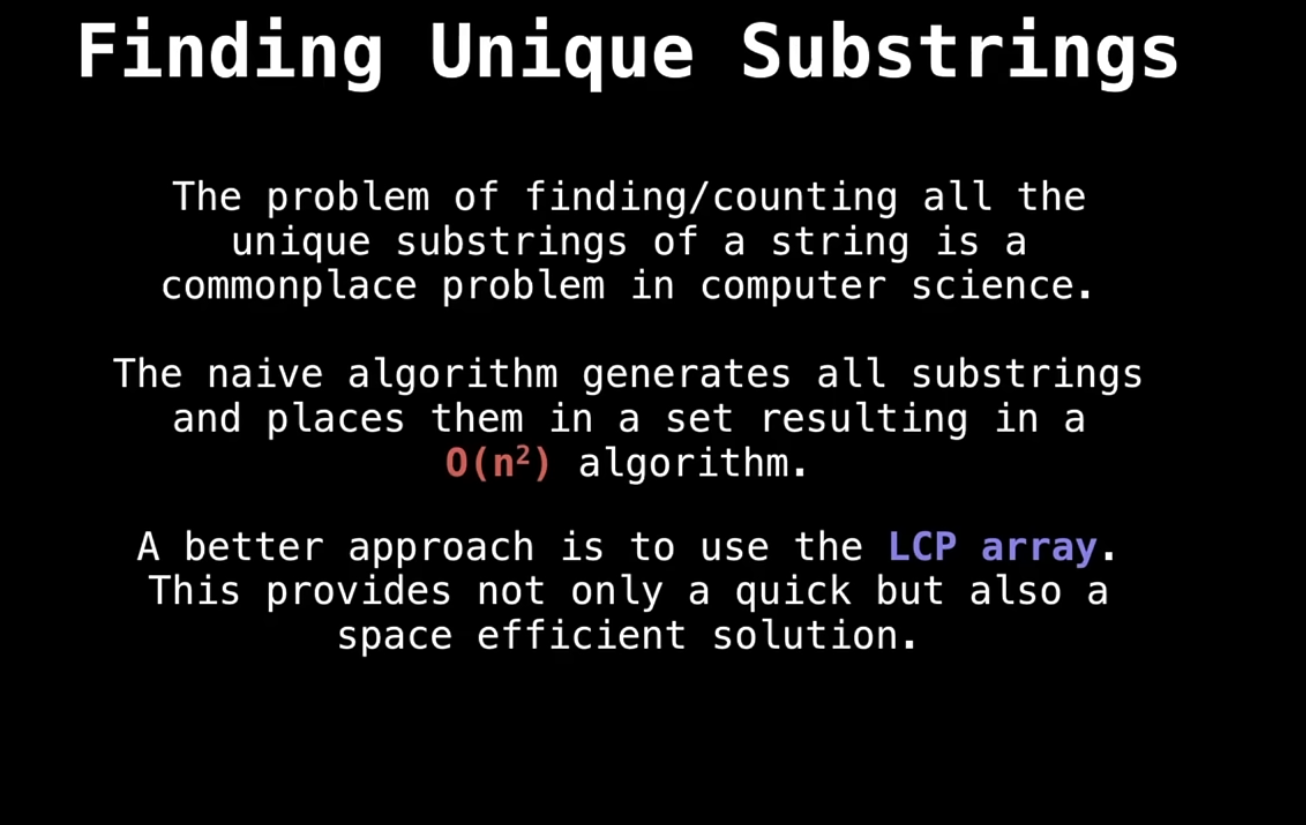 Finding Unique Substrings
The problem of finding/counting all the
unique substrings of a string is a
commonplace problem in computer science.
The naive algorithm generates all substrings
and places them in a set resulting in a
O(n²) algorithm.
A better approach is to use the LCP array.
This provides not only a quick but also a
space efficient solution.